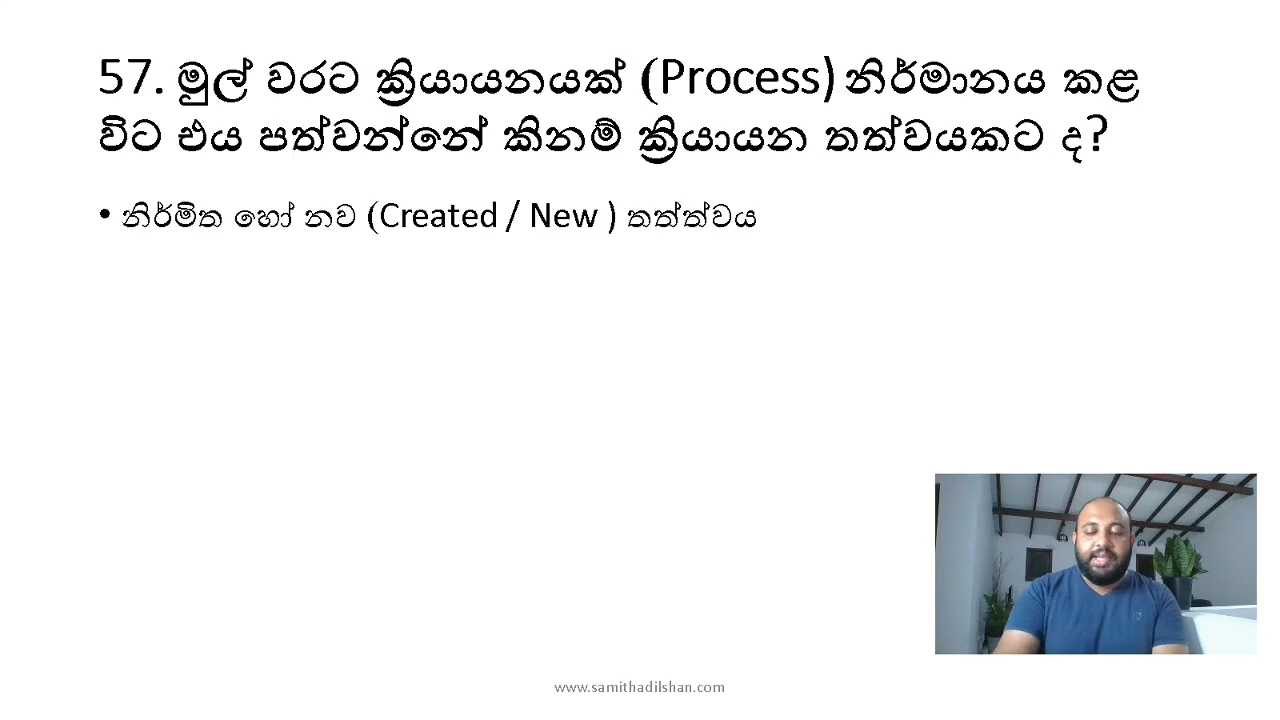 57. මුල් වරට ක්‍රියායනයක් (Process) නිර්මානය කළ
විට එය පත්වන්නේ කිනම් ක්‍රියායන තත්වයකට ද?
• නිර්මිත හෝ නව (Created / New ) තත්ත්වය
www.samithadilshan.com